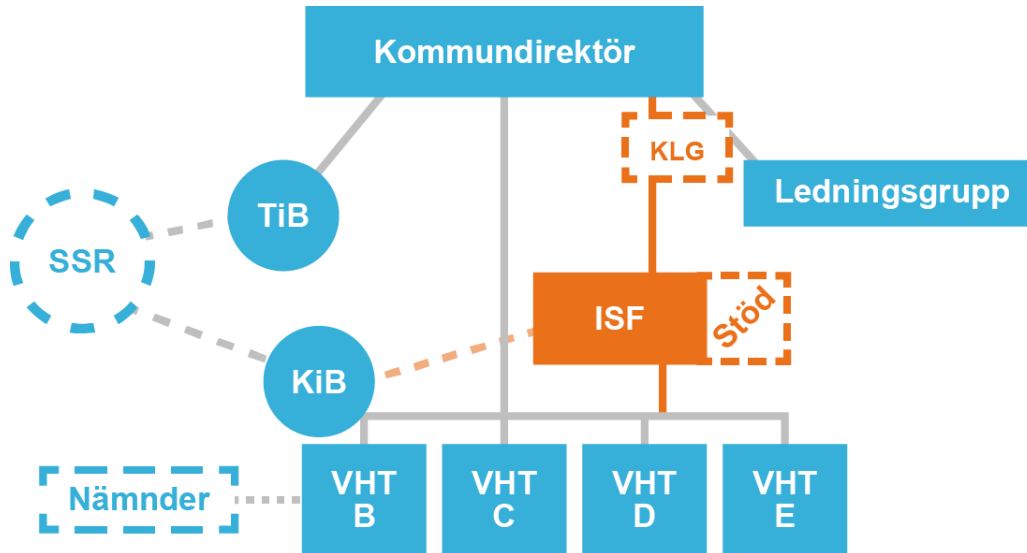 Kommundirektör
KLG
Ledningsgrupp
TiB
SSR
ISF
Stöd
KiB
VHT
B
VHT
C
VHT
D
VHT
E
Nämnder